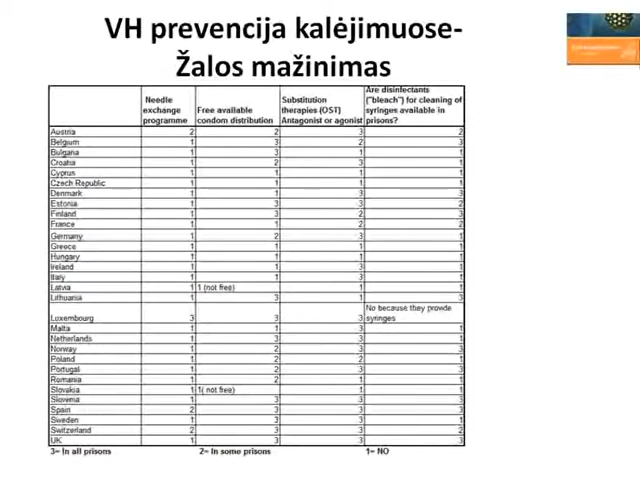 VH prevencija kalėjimuose-
Žalos mažinimas
Needle exchange programme | Free available condom distribution | Substitution therapies (OST) Antagonist or agonist | Are disinfectants ("bleach") for cleaning of syringes available in prisons?
Austria 2 2 3 2
Belgium 1 3 2 3
Bulgaria 1 3 1 1
Croatia 1 2 3 1
Cyprus 1 1 1 1
Czech Republic 1 1 1 1
Denmark 1 1 3 3
Estonia 1 3 3 2
Finland 1 3 2 3
France 1 1 2 2
Germany 1 2 3 1
Greece 1 1 1 1
Hungary 1 1 1 1
Ireland 1 1 3 1
Italy 1 1 3 1
Latvia 1 1 (not free) 1 1
Lithuania 1 3 1 3
Luxembourg 3 3 3 No because they provide syringes
Malta 1 1 3 1
Netherlands 1 3 3 1
Norway 1 2 3 3
Poland 1 2 2 1
Portugal 1 2 3 3
Romania 1 2 1 1
Slovakia 1 1( not free) 1 1
Slovenia 1 3 3 1
Spain 2 3 3 3
Sweden 1 3 3 1
Switzerland 2 3 3 2
UK 1 3 3 3
3= In all prisons 2= In some prisons 1= NO